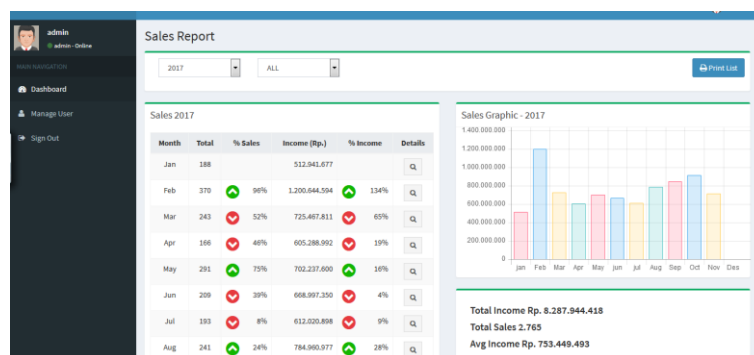 admin
admin - Online
MAIN NAVIGATION
Dashboard
Manage User
Sign Out
Sales Report
2017 ALL Print List
Sales 2017
Month Total % Sales Income (Rp.) % Income Details
Jan 188 512.941.677
Feb 370 96% 1.200.644.594 134%
Mar 243 52% 725.467.811 65%
Apr 166 46% 605.288.992 19%
May 291 75% 702.237.600 16%
Jun 209 39% 668.997.350 4%
Jul 193 8% 612.020.898 9%
Aug 241 24% 784.960.977 28%
Sales Graphic - 2017
1.400.000.000
1.200.000.000
1.000.000.000
800.000.000
600.000.000
400.000.000
200.000.000
0
jan Feb Mar Apr May jun jul Aug Sep Oct Nov Des
Total Income Rp. 8.287.944.418
Total Sales 2.765
Avg Income Rp. 753.449.493